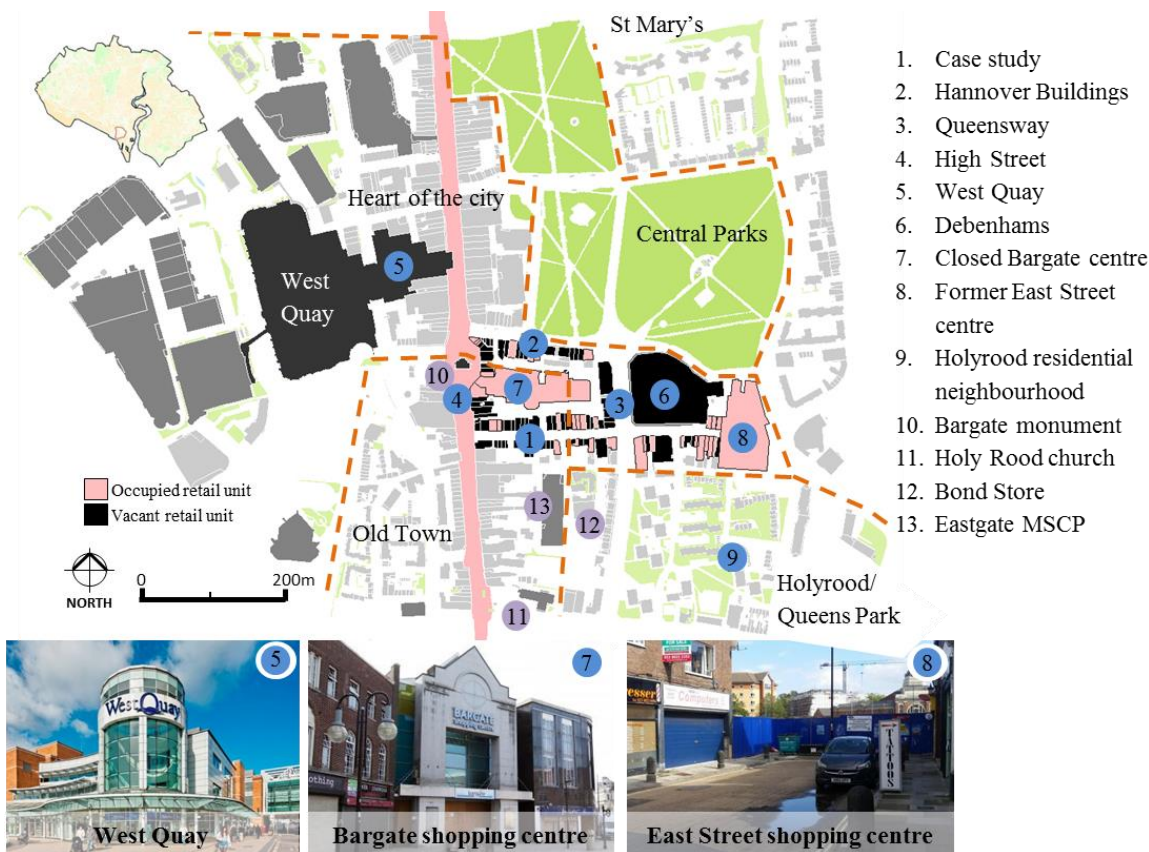 St Mary's
Heart of the city
Central Parks
West
Quay
5
2
10
4
7
3
6
1
8
13
12
9
11
Occupied retail unit
Vacant retail unit
Old Town
0
200m
NORTH
Holyrood/
Queens Park
1. Case study
2. Hannover Buildings
3. Queensway
4. High Street
5. West Quay
6. Debenhams
7. Closed Bargate centre
8. Former East Street
centre
9. Holyrood residential
neighbourhood
10. Bargate monument
11. Holy Rood church
12. Bond Store
13. Eastgate MSCP
5
WestQuay
West Quay
7
BARGATE
Bargate shopping centre
8
FOR SALE
Computers
TATTOOS
East Street shopping centre